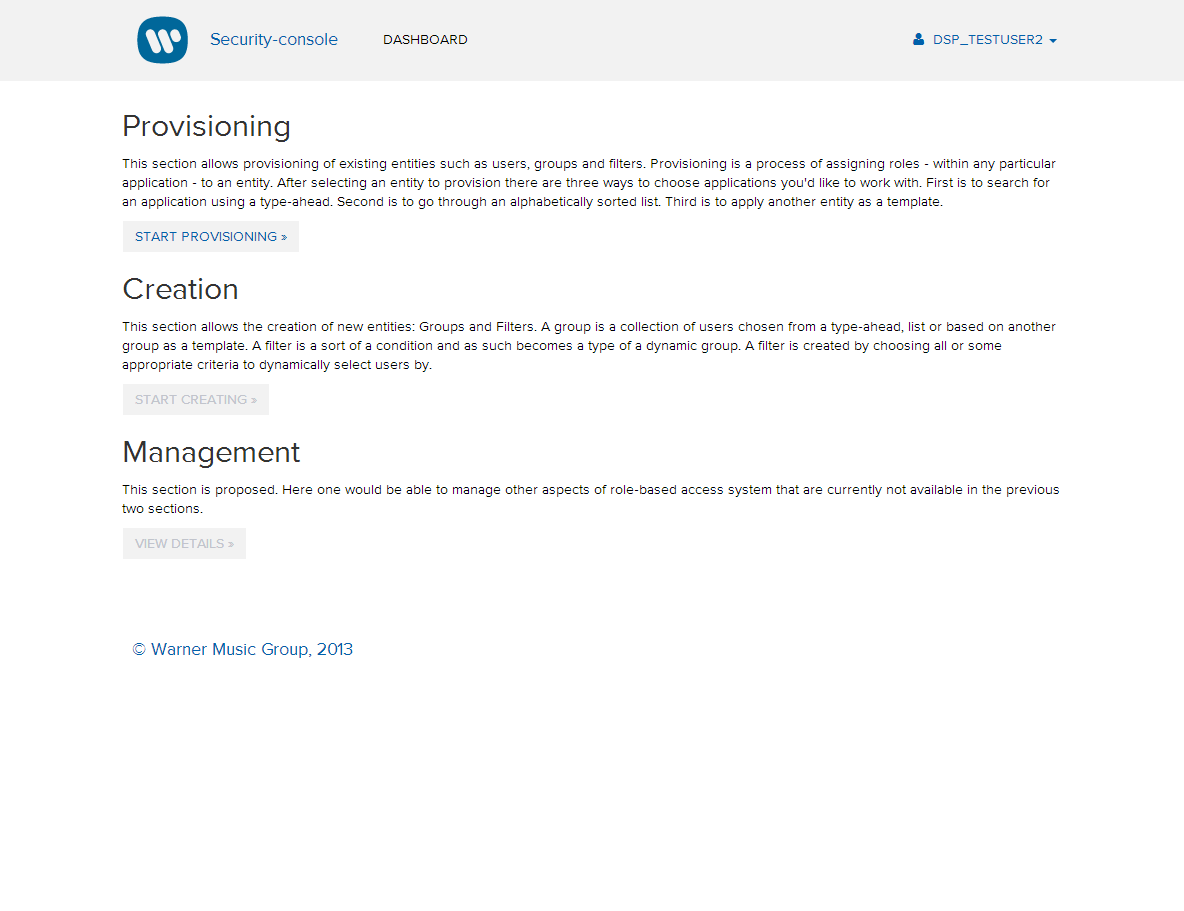 Security-console DASHBOARD DSP_TESTUSER2
Provisioning
This section allows provisioning of existing entities such as users, groups and filters. Provisioning is a process of assigning roles - within any particular
application - to an entity. After selecting an entity to provision there are three ways to choose applications you'd like to work with. First is to search for
an application using a type-ahead. Second is to go through an alphabetically sorted list. Third is to apply another entity as a template.
START PROVISIONING »
Creation
This section allows the creation of new entities: Groups and Filters. A group is a collection of users chosen from a type-ahead, list or based on another
group as a template. A filter is a sort of a condition and as such becomes a type of a dynamic group. A filter is created by choosing all or some
appropriate criteria to dynamically select users by.
START CREATING »
Management
This section is proposed. Here one would be able to manage other aspects of role-based access system that are currently not available in the previous
two sections.
VIEW DETAILS »
© Warner Music Group, 2013